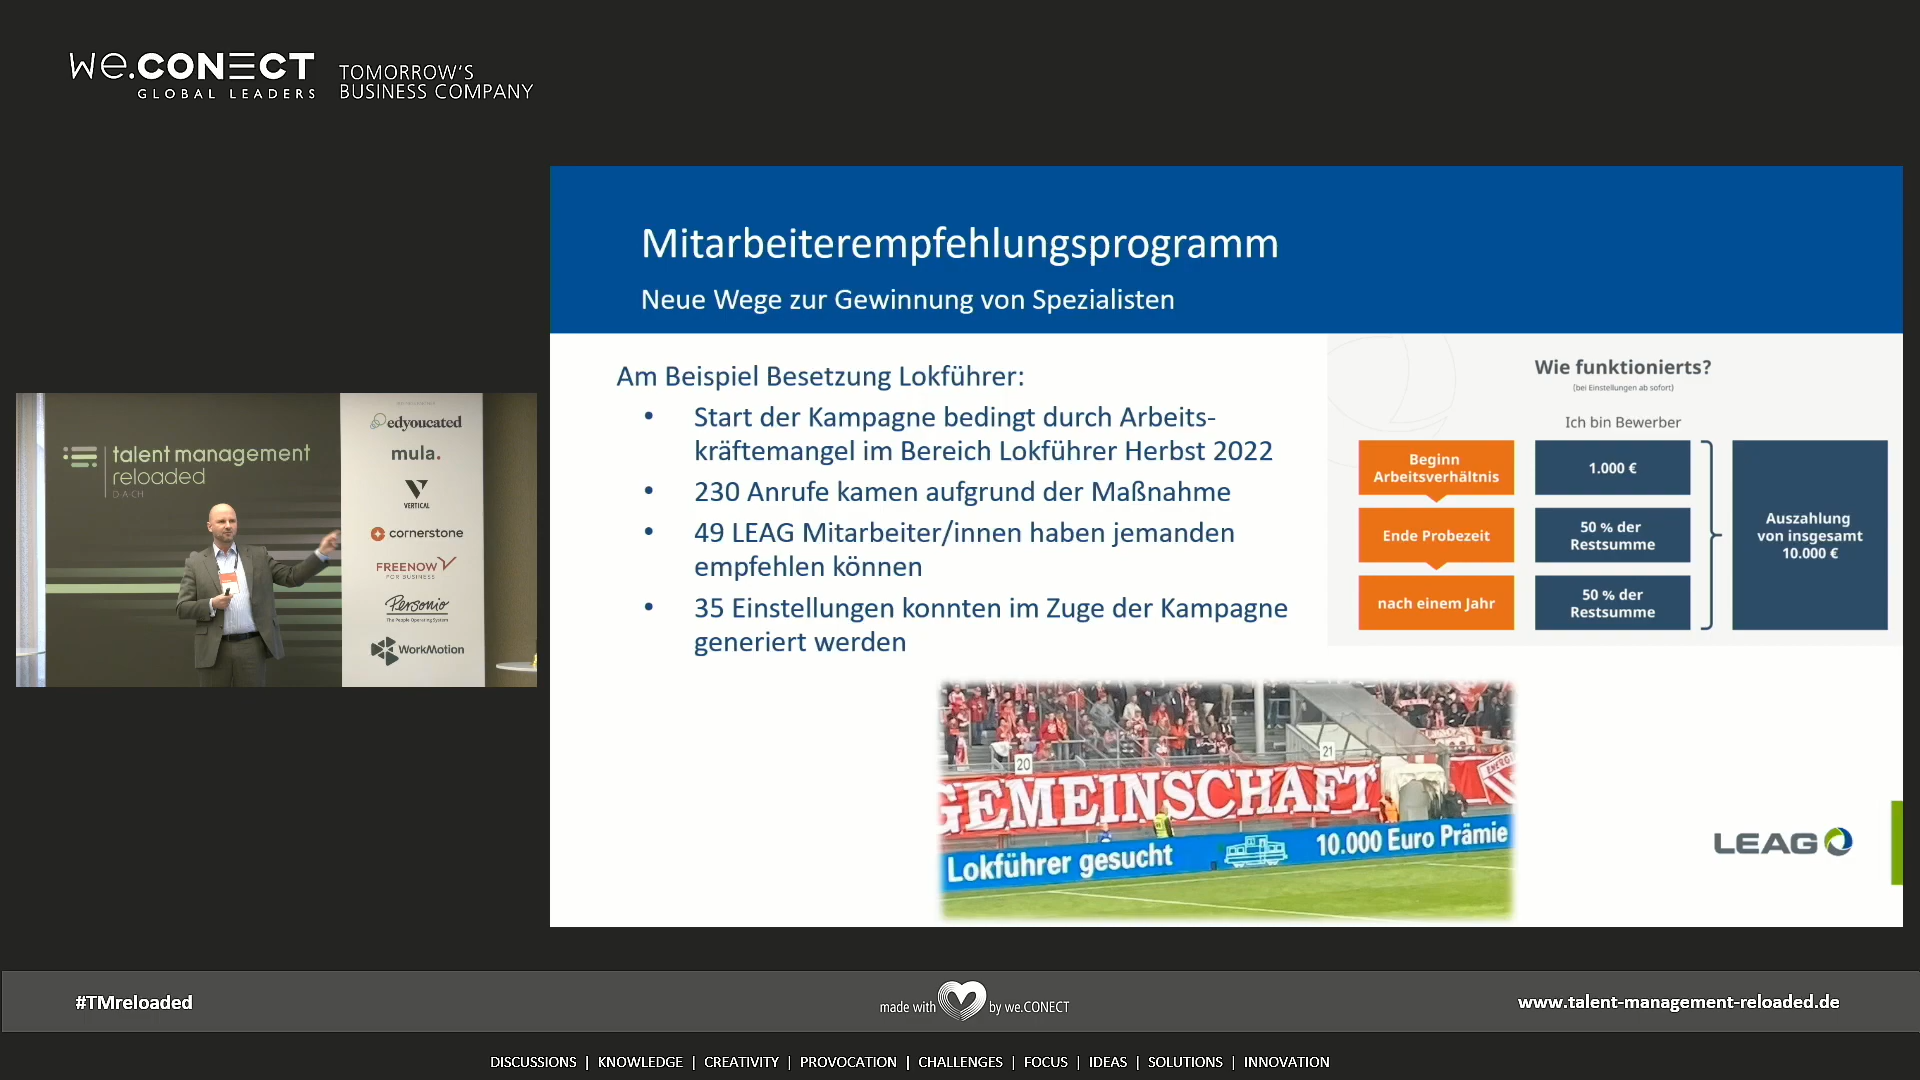 we.CONECT
GLOBAL LEADERS
TOMORROW'S
BUSINESS COMPANY
Mitarbeiterempfehlungsprogramm
Neue Wege zur Gewinnung von Spezialisten
Am Beispiel Besetzung Lokführer:
• Start der Kampagne bedingt durch Arbeits-
kräftemangel im Bereich Lokführer Herbst 2022
• 230 Anrufe kamen aufgrund der Maßnahme
• 49 LEAG Mitarbeiter/innen haben jemanden
empfehlen können
• 35 Einstellungen konnten im Zuge der Kampagne
generiert werden
Wie funktionierts?
(bei Einstellungen ab sofort)
Ich bin Bewerber
Beginn
Arbeitsverhältnis
1.000 €
Ende Probezeit
50 % der
Restsumme
nach einem Jahr
50 % der
Restsumme
Auszahlung
von insgesamt
10.000 €
20
21
GEMEINSCHAFT
ENERGI
Lokführer gesucht
10.000 Euro Prämie
LEAG
talent management
reloaded
D·A·CH
edyoucated
mula.
VERTICAL
cornerstone
FREENOW
FOR BUSINESS
Personio
The People Operating System
WorkMotion
#TMreloaded
made with by we.CONECT
www.talent-management-reloaded.de
DISCUSSIONS | KNOWLEDGE | CREATIVITY | PROVOCATION | CHALLENGES | FOCUS | IDEAS | SOLUTIONS | INNOVATION